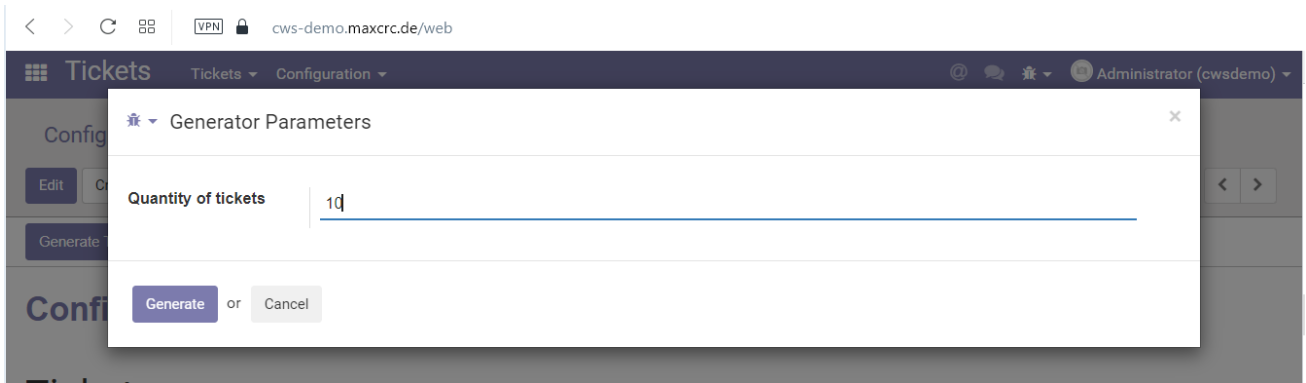 VPN cws-demo.maxcrc.de/web
Tickets Tickets Configuration @ Administrator (cwsdemo)
Generator Parameters ×
Config
Edit
Quantity of tickets 10
Generate
Generate or Cancel
Confi